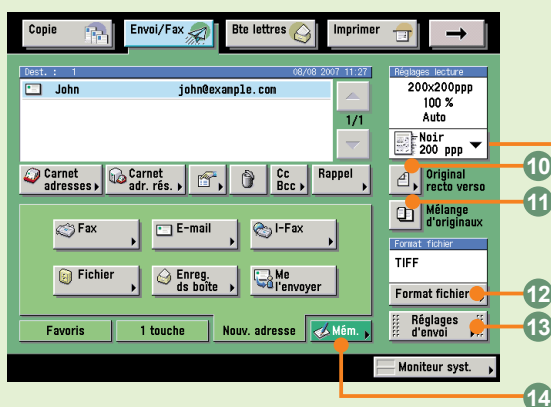 Copie
Envoi/Fax
Bte lettres
Imprimer
Dest. : 1
08/08 2007 11:27
John
john@example.com
1/1
Carnet
adresses
Carnet
adr. rés.
Cc
Bcc
Rappel
Fax
E-mail
I-Fax
Fichier
Enreg.
ds boîte
Me
l'envoyer
Favoris
1 touche
Nouv. adresse
Mém.
Réglages lecture
200x200ppp
100 %
Auto
Noir
200 ppp
Original
recto verso
Mélange
d'originaux
Format fichier
TIFF
Format fichier
Réglages
d'envoi
Moniteur syst.
10
11
12
13
14